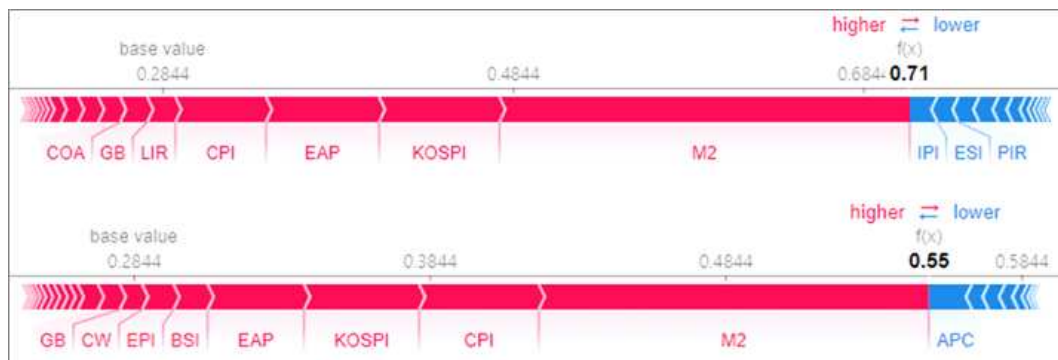 higher ⇄ lower
base value f(x)
0.2844 0.4844 0.6844 0.71
COA GB LIR CPI EAP KOSPI M2 IPI ESI PIR
higher ⇄ lower
base value f(x)
0.2844 0.3844 0.4844 0.55 0.5844
GB CW EPI BSI EAP KOSPI CPI M2 APC